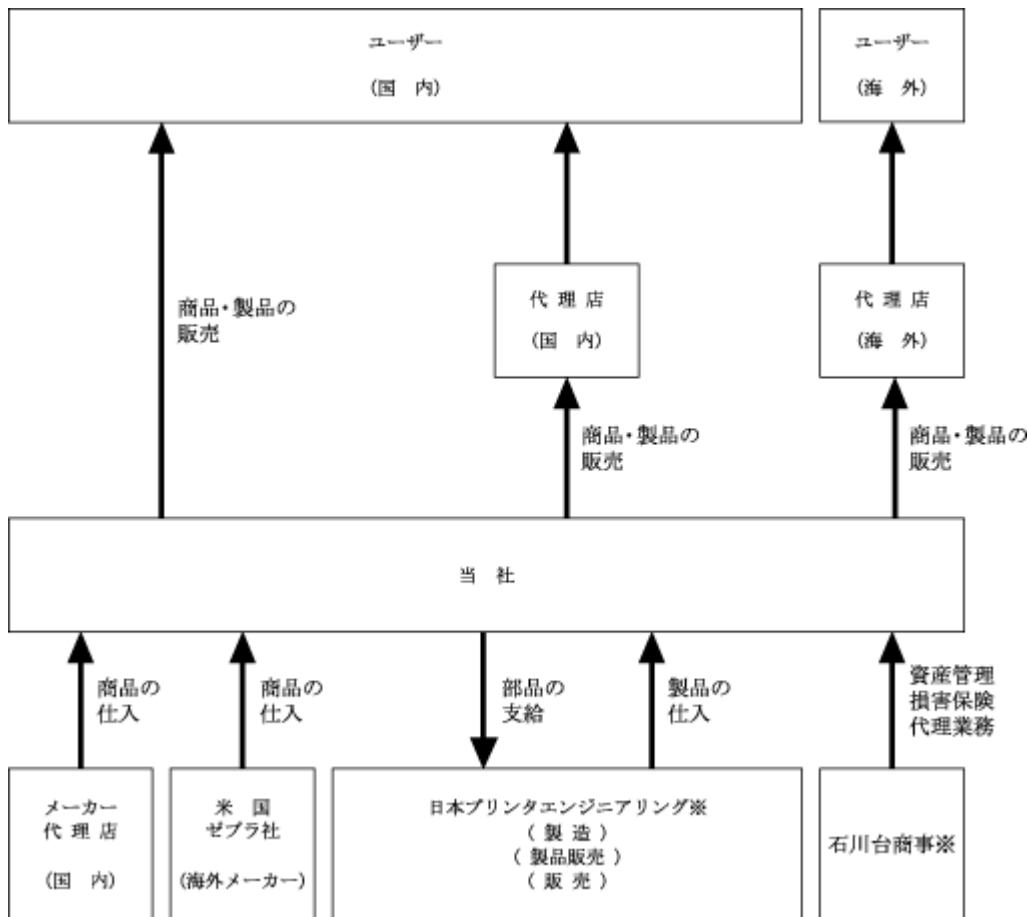 ユーザー
(国 内)
ユーザー
(海 外)
代 理 店
(国 内)
代 理 店
(海 外)
商品・製品の
販売
商品・製品の
販売
商品・製品の
販売
当 社
商品の
仕入
商品の
仕入
部品の
支給
製品の
仕入
資産管理
損害保険
代理業務
メーカー
代 理 店
(国 内)
米 国
ゼブラ社
(海外メーカー)
日本プリンタエンジニアリング※
( 製 造 )
( 製品販売 )
( 販 売 )
石川台商事※